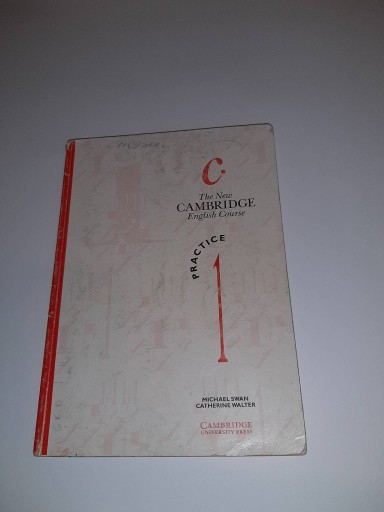 C
The New
CAMBRIDGE
English Course
PRACTICE
1
MICHAEL SWAN
CATHERINE WALTER
CAMBRIDGE
UNIVERSITY PRESS